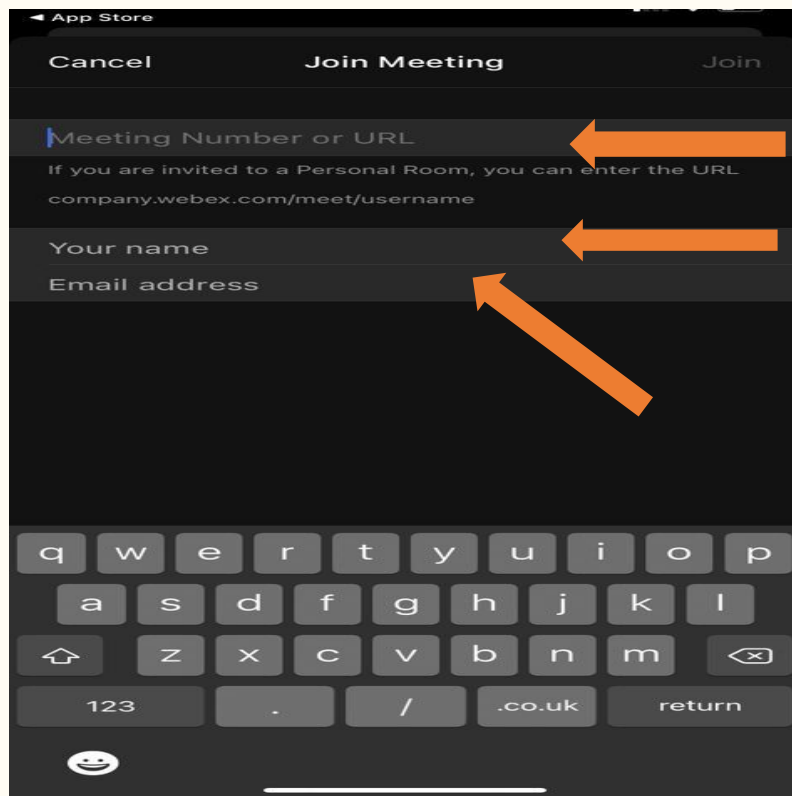 ◄ App Store
Cancel Join Meeting Join
Meeting Number or URL
If you are invited to a Personal Room, you can enter the URL
company.webex.com/meet/username
Your name
Email address
q w e r t y u i o p
a s d f g h j k l
z x c v b n m
123 . / .co.uk return